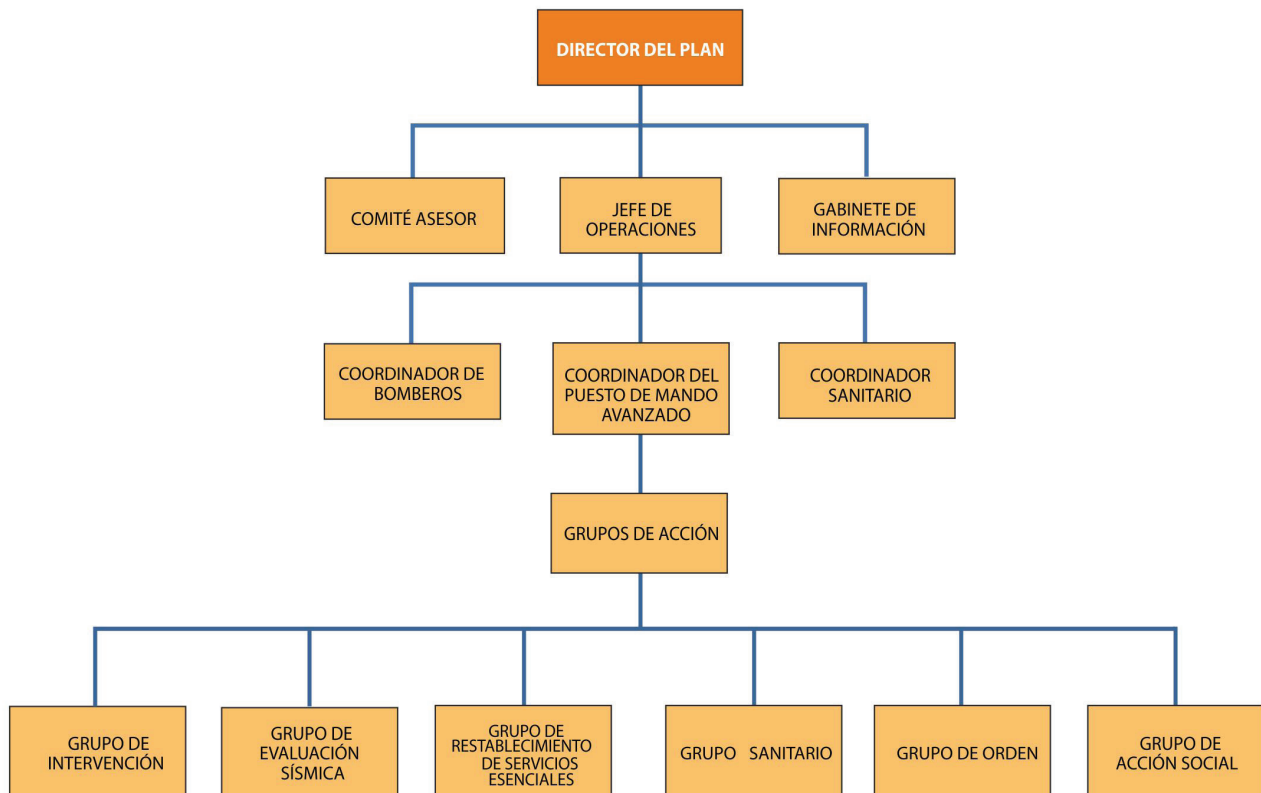 DIRECTOR DEL PLAN
COMITÉ ASESOR
JEFE DE
OPERACIONES
GABINETE DE
INFORMACIÓN
COORDINADOR DE
BOMBEROS
COORDINADOR DEL
PUESTO DE MANDO
AVANZADO
COORDINADOR
SANITARIO
GRUPOS DE ACCIÓN
GRUPO DE
INTERVENCIÓN
GRUPO DE
EVALUACIÓN
SÍSMICA
GRUPO DE
RESTABLECIMIENTO
DE SERVICIOS
ESENCIALES
GRUPO SANITARIO
GRUPO DE ORDEN
GRUPO DE
ACCIÓN SOCIAL